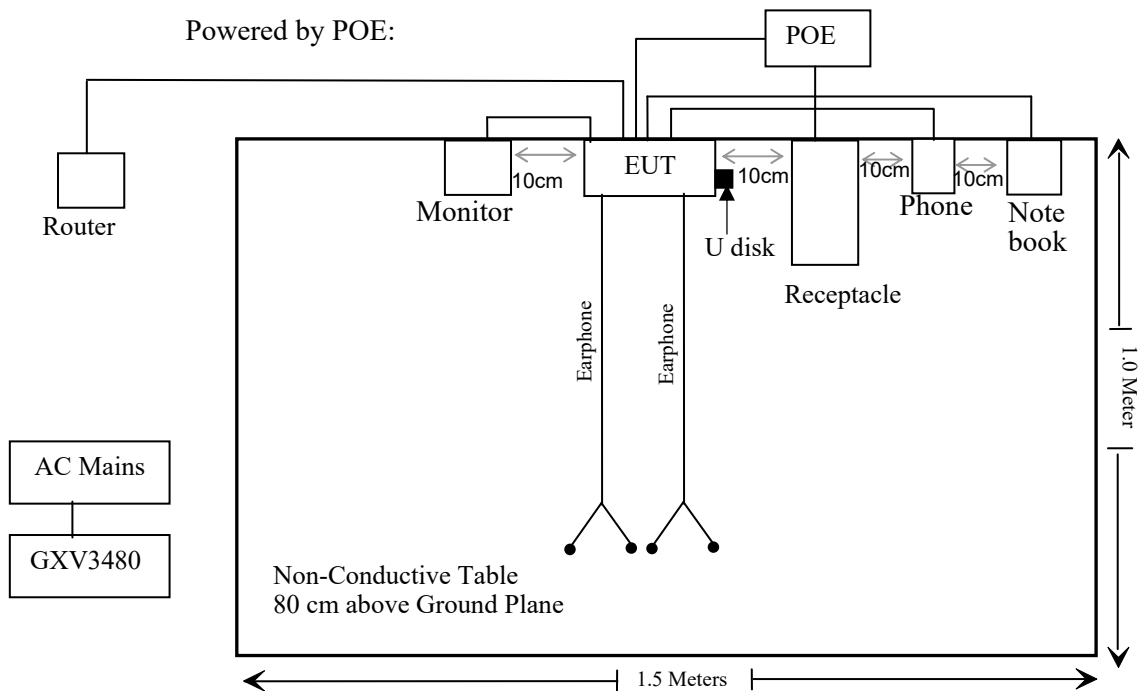 Powered by POE:
POE
EUT
10cm
10cm
10cm
10cm
Monitor
Phone
Note
book
Router
U disk
Receptacle
Earphone
Earphone
1.0 Meter
AC Mains
GXV3480
Non-Conductive Table
80 cm above Ground Plane
1.5 Meters